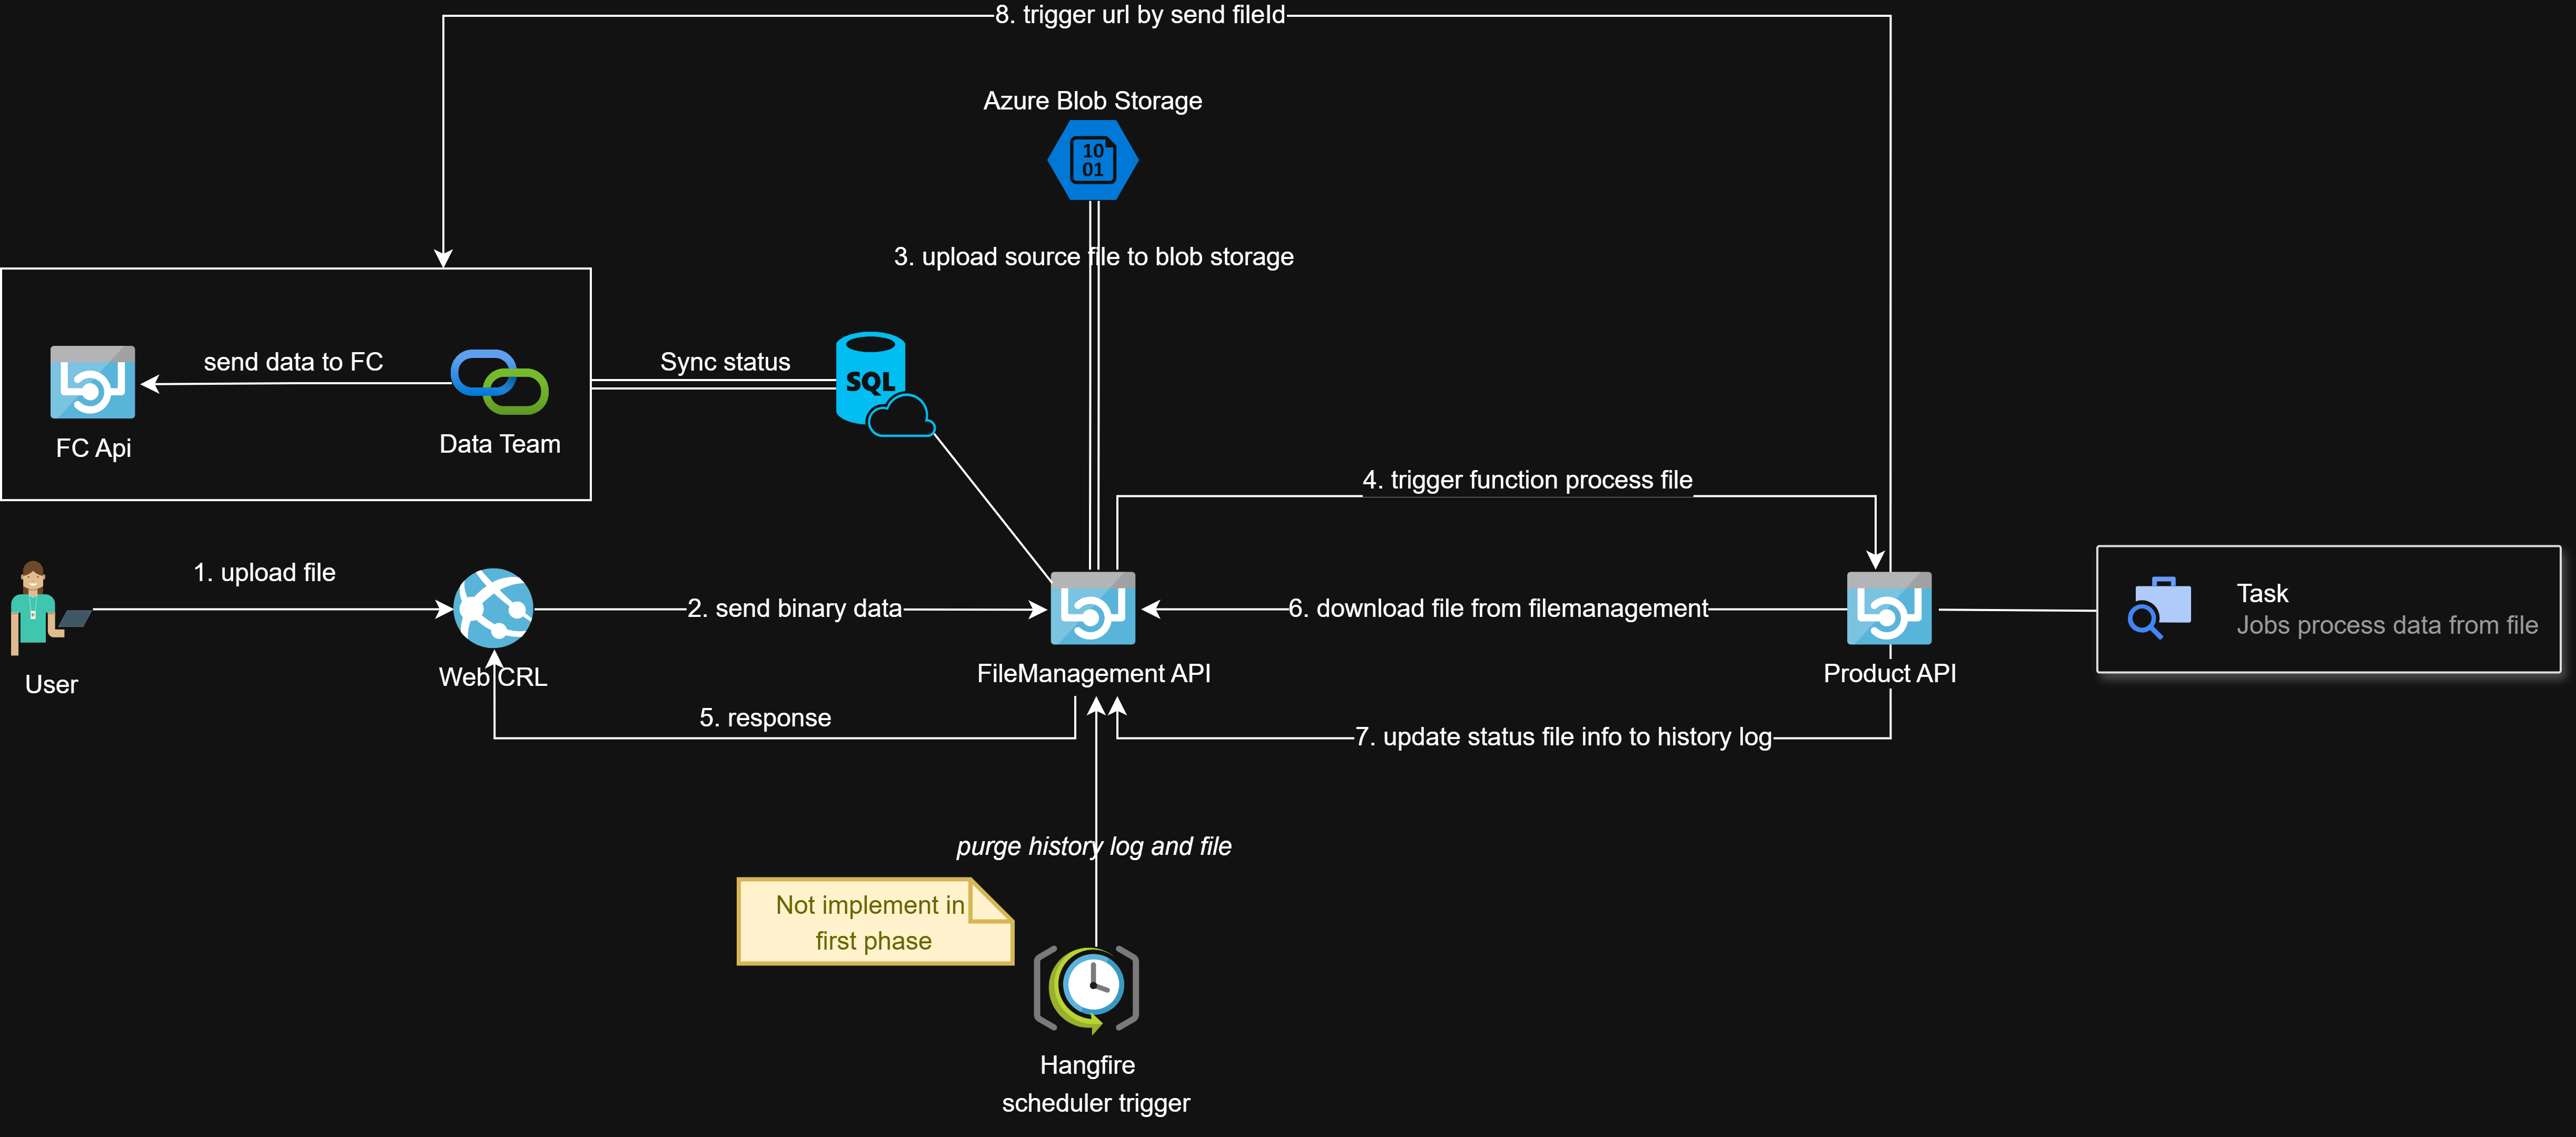 8. trigger url by send fileId
Azure Blob Storage
10
01
3. upload source file to blob storage
send data to FC
Sync status
SQL
FC Api
Data Team
4. trigger function process file
1. upload file
2. send binary data
6. download file from filemanagement
Task
Jobs process data from file
User
Web CRL
FileManagement API
Product API
5. response
7. update status file info to history log
purge history log and file
Not implement in
first phase
Hangfire
scheduler trigger